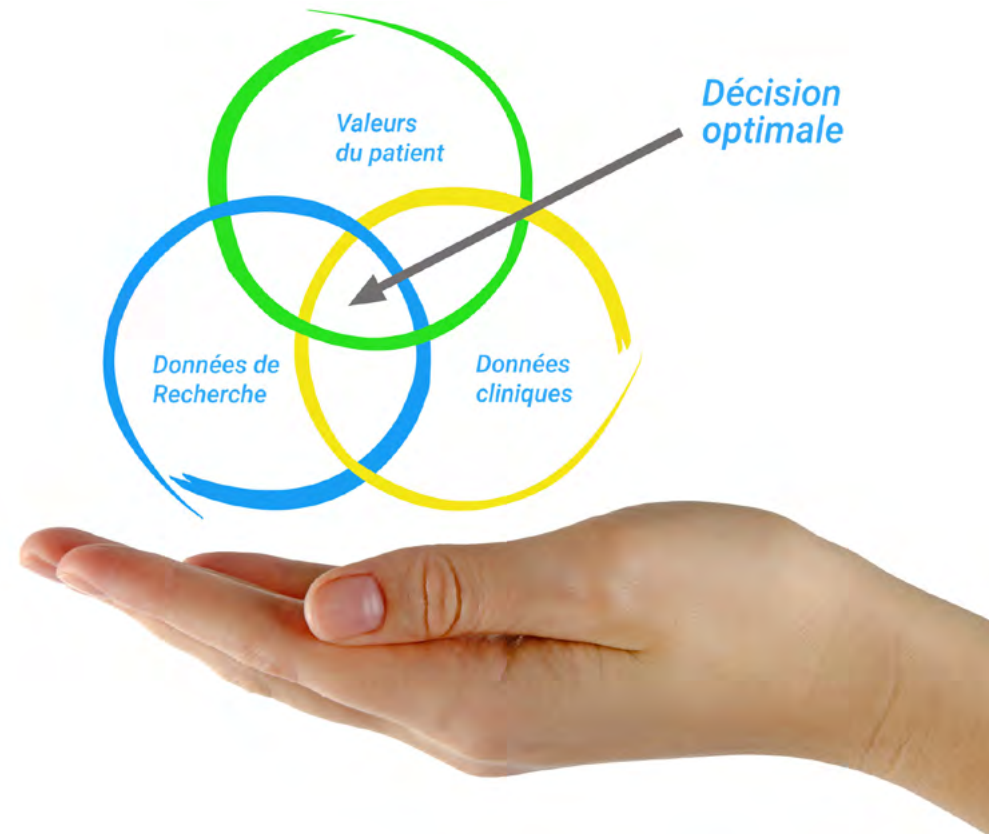 Décision
optimale
Valeurs
du patient
Données de
Recherche
Données
cliniques